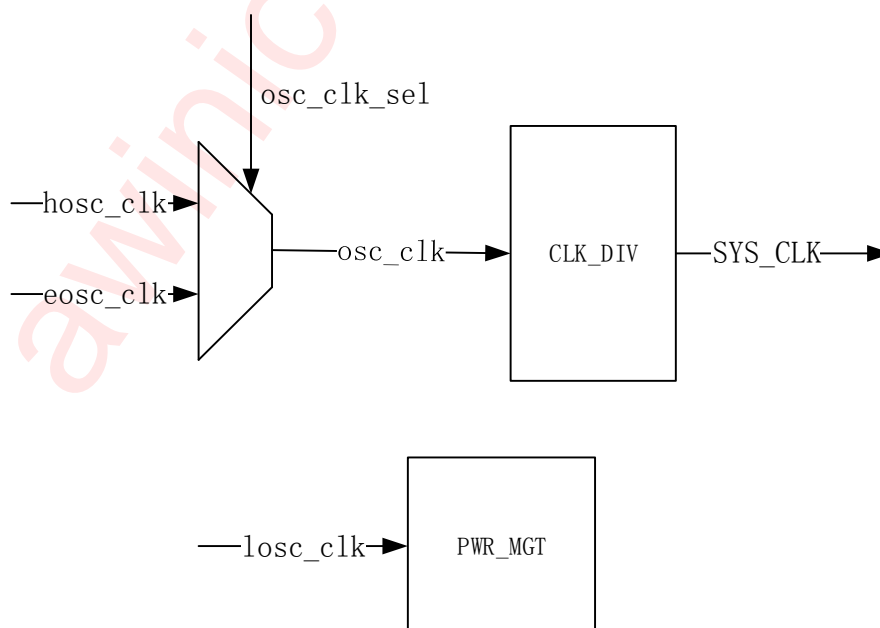 osc_clk_sel
hosc_clk
osc_clk
CLK_DIV
SYS_CLK
eosc_clk
losc_clk
PWR_MGT
awinic